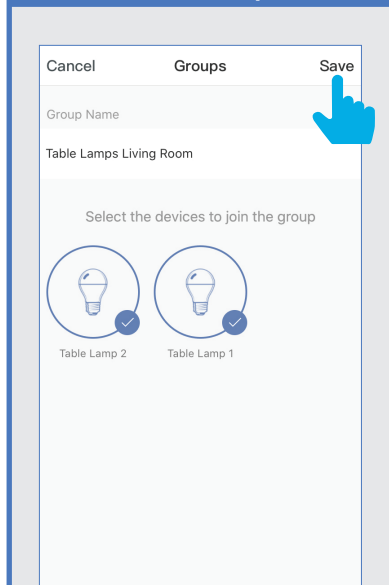 Cancel Groups Save
Group Name
Table Lamps Living Room
Select the devices to join the group
Table Lamp 2 Table Lamp 1